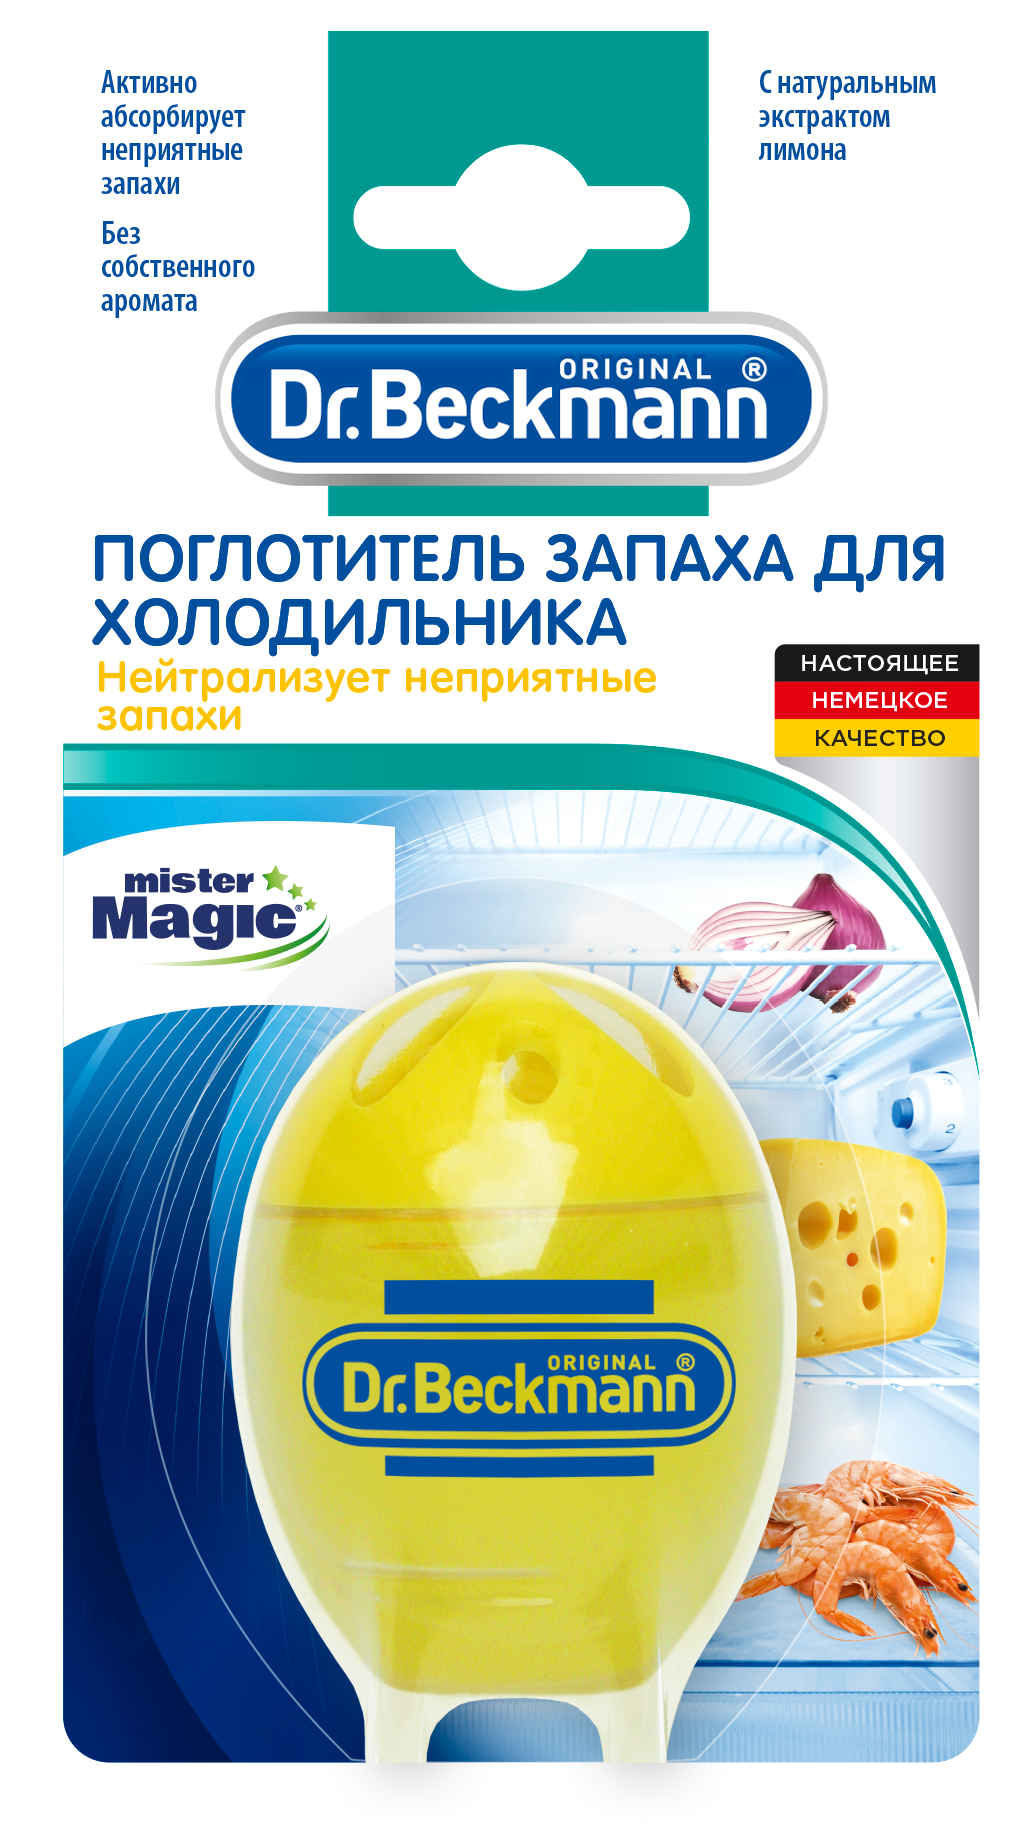 Активно
абсорбирует
неприятные
запахи
Без
собственного
аромата
С натуральным
экстрактом
лимона
ORIGINAL ®
Dr.Beckmann
ПОГЛОТИТЕЛЬ ЗАПАХА ДЛЯ
ХОЛОДИЛЬНИКА
Нейтрализует неприятные
запахи
НАСТОЯЩЕЕ
НЕМЕЦКОЕ
КАЧЕСТВО
mister
Magic®
2
ORIGINAL ®
Dr.Beckmann